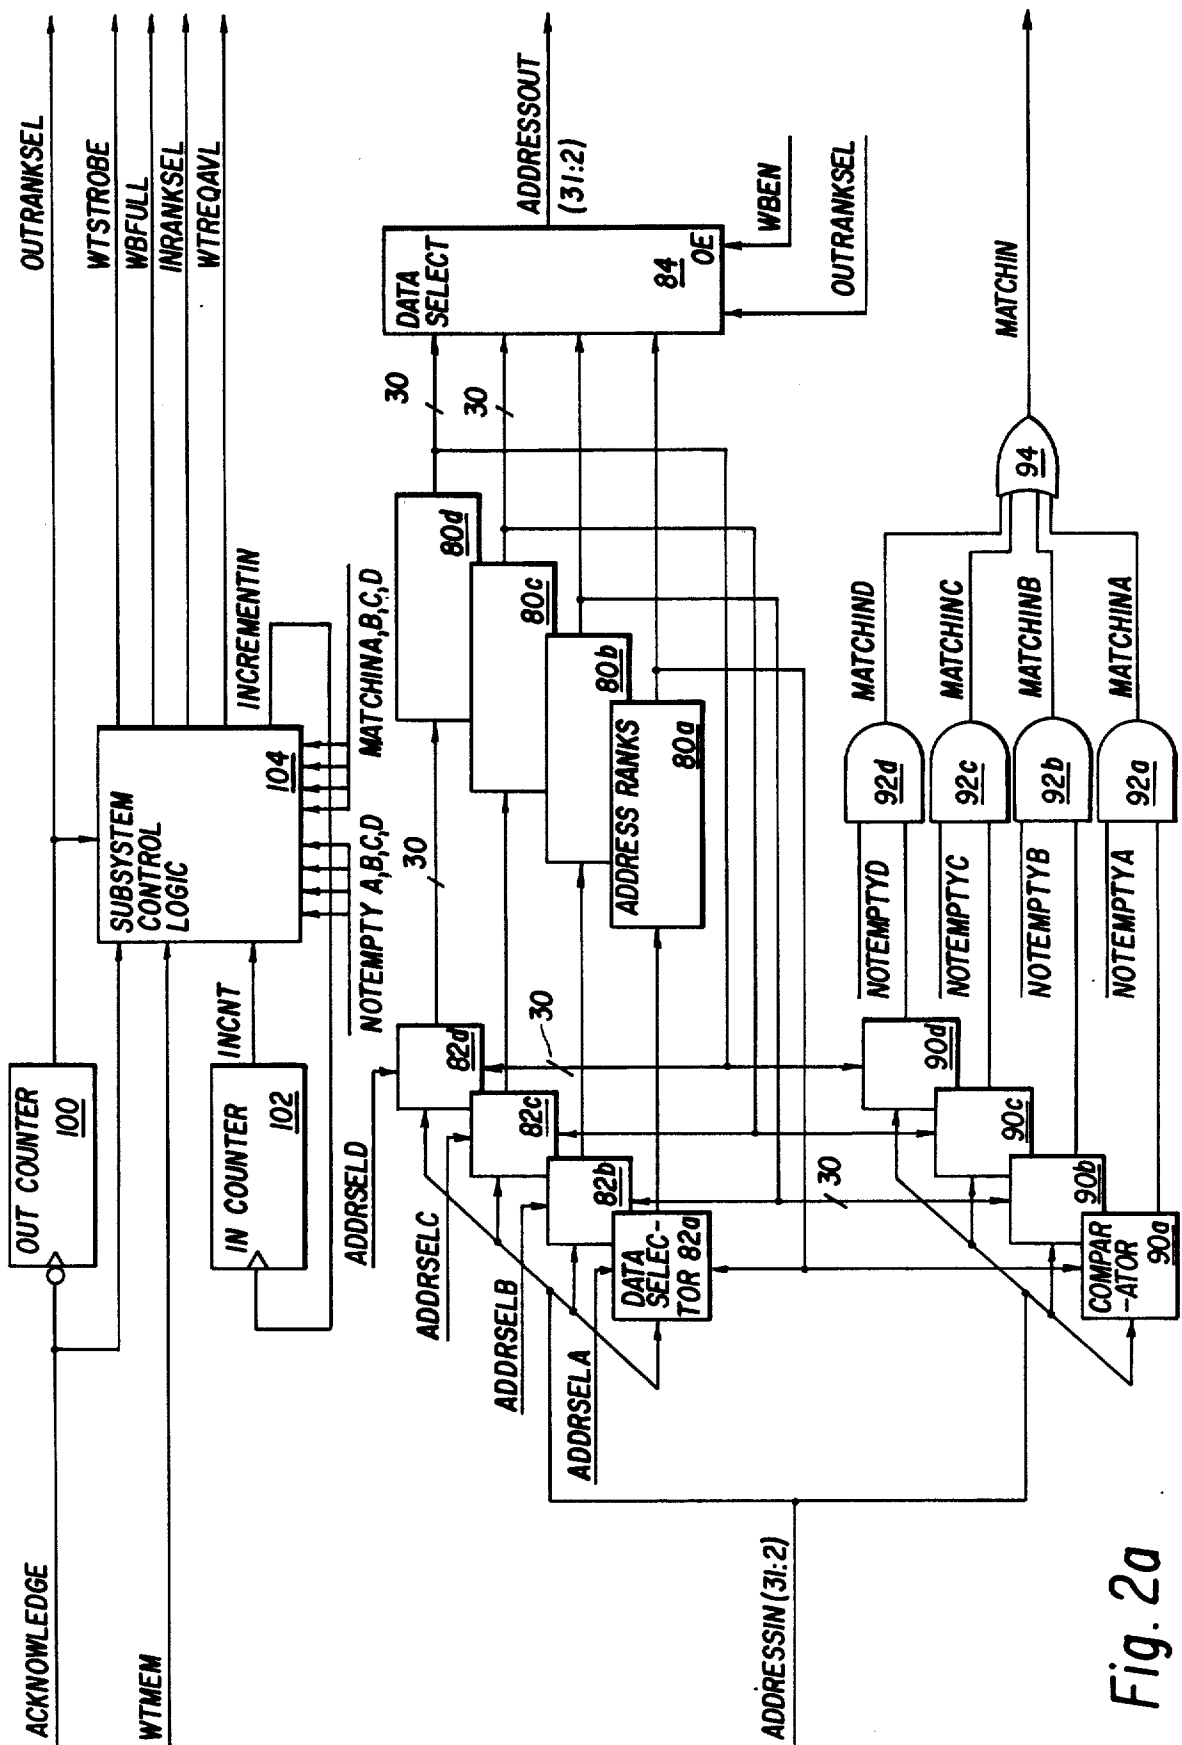 ACKNOWLEDGE
WTMEM
OUT COUNTER
100
IN COUNTER
102
INCNT
SUBSYSTEM
CONTROL
LOGIC
104
NOTEMPTY A,B,C,D
MATCHINA,B,C,D
INCREMENTIN
OUTRANKSEL
WTSTROBE
WBFULL
INRANKSEL
WTREQAVL
ADDRSELD
ADDRSELC
ADDRSELB
ADDRSELA
82d
82c
82b
DATA
SELEC-
TOR 82a
30
30
80d
80c
80b
ADDRESS RANKS
80a
30
30
DATA
SELECT
84
OE
ADDRESSOUT
(31:2)
WBEN
OUTRANKSEL
ADDRESSIN (31:2)
30
90d
90c
90b
COMPAR
-ATOR
90a
NOTEMPTYD
NOTEMPTYC
NOTEMPTYB
NOTEMPTYA
92d
92c
92b
92a
MATCHIND
MATCHINC
MATCHINB
MATCHINA
94
MATCHIN
Fig. 2a